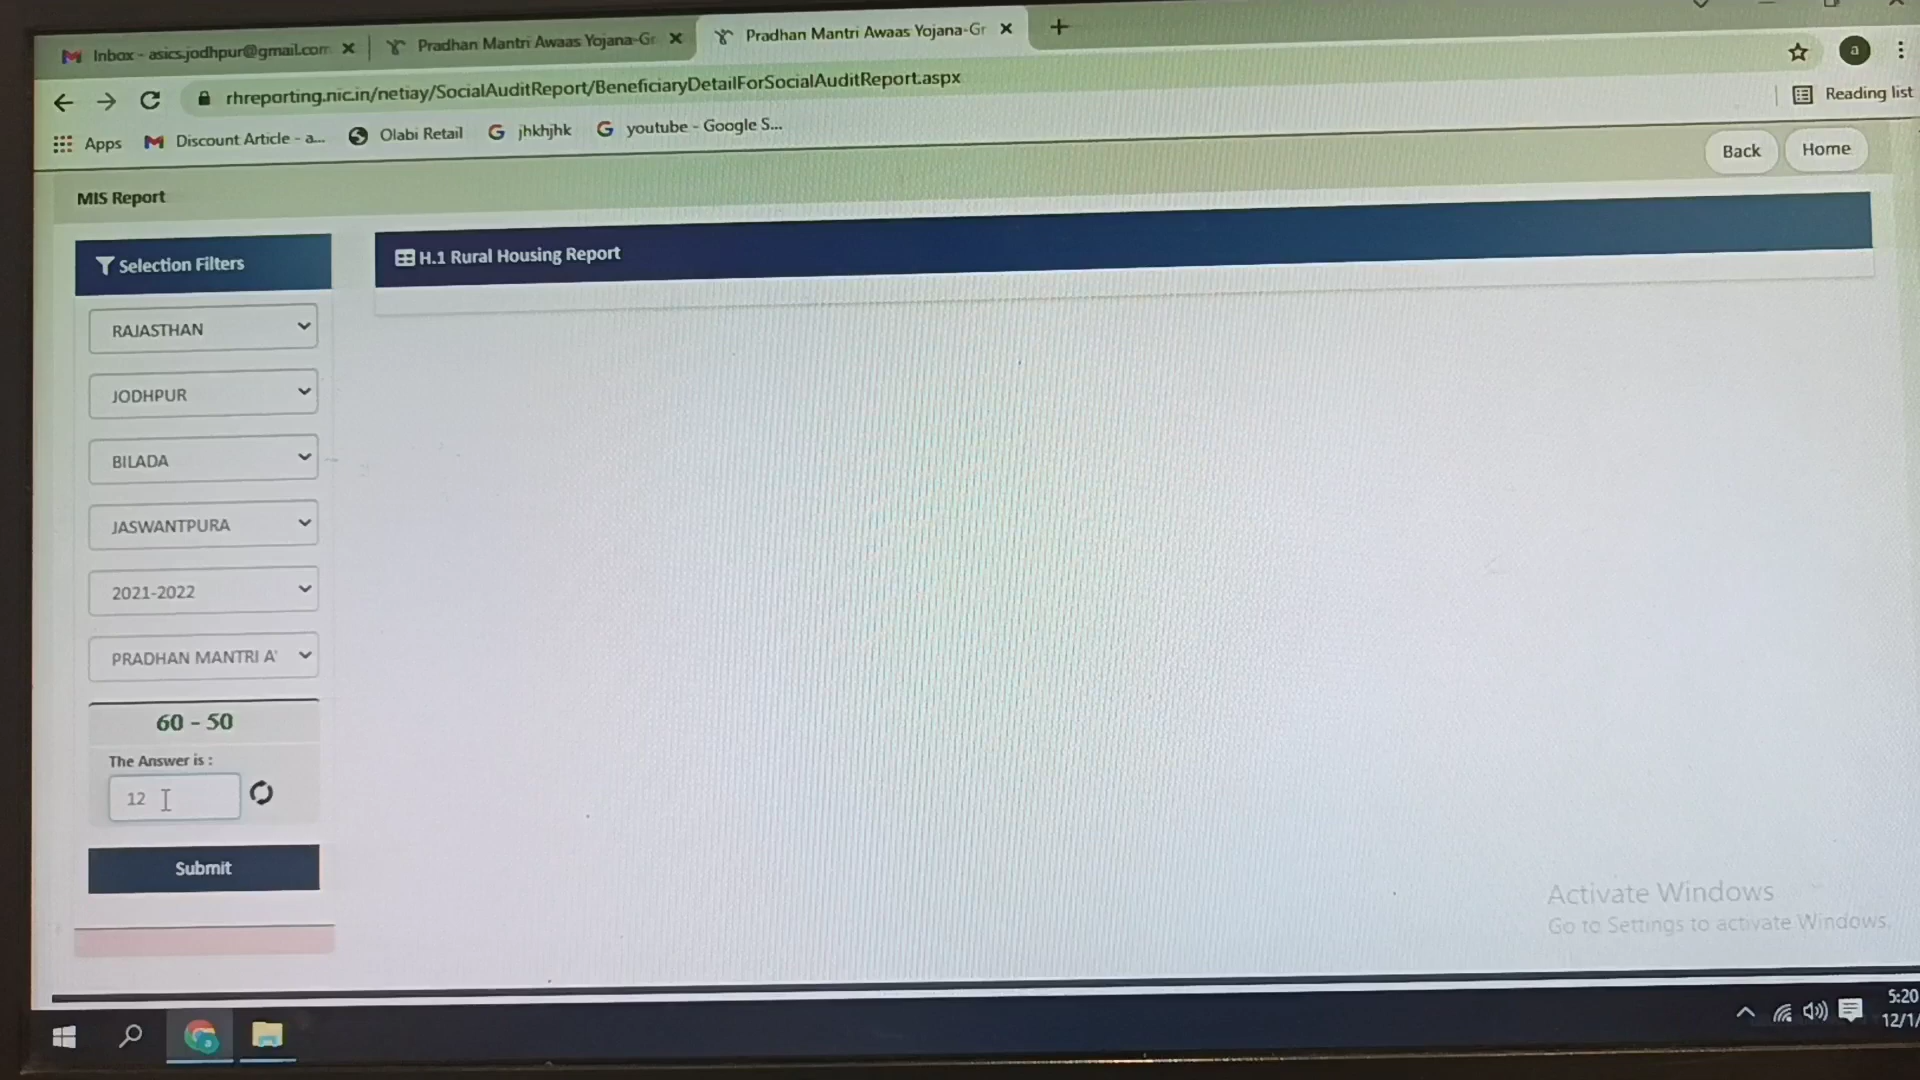 Inbox - asicsjodhpur@gmail.com
Pradhan Mantri Awaas Yojana-Gr
Pradhan Mantri Awaas Yojana-Gr
rhreporting.nic.in/netiay/SocialAuditReport/BeneficiaryDetailForSocialAuditReport.aspx
a
Reading list
Apps
Discount Article - a...
Olabi Retail
jhkhjhk
youtube - Google S...
Back
Home
MIS Report
Selection Filters
H.1 Rural Housing Report
RAJASTHAN
JODHPUR
BILADA
JASWANTPURA
2021-2022
PRADHAN MANTRI A
60 - 50
The Answer is :
12
Submit
Activate Windows
Go to Settings to activate Windows.
5:20
12/1/